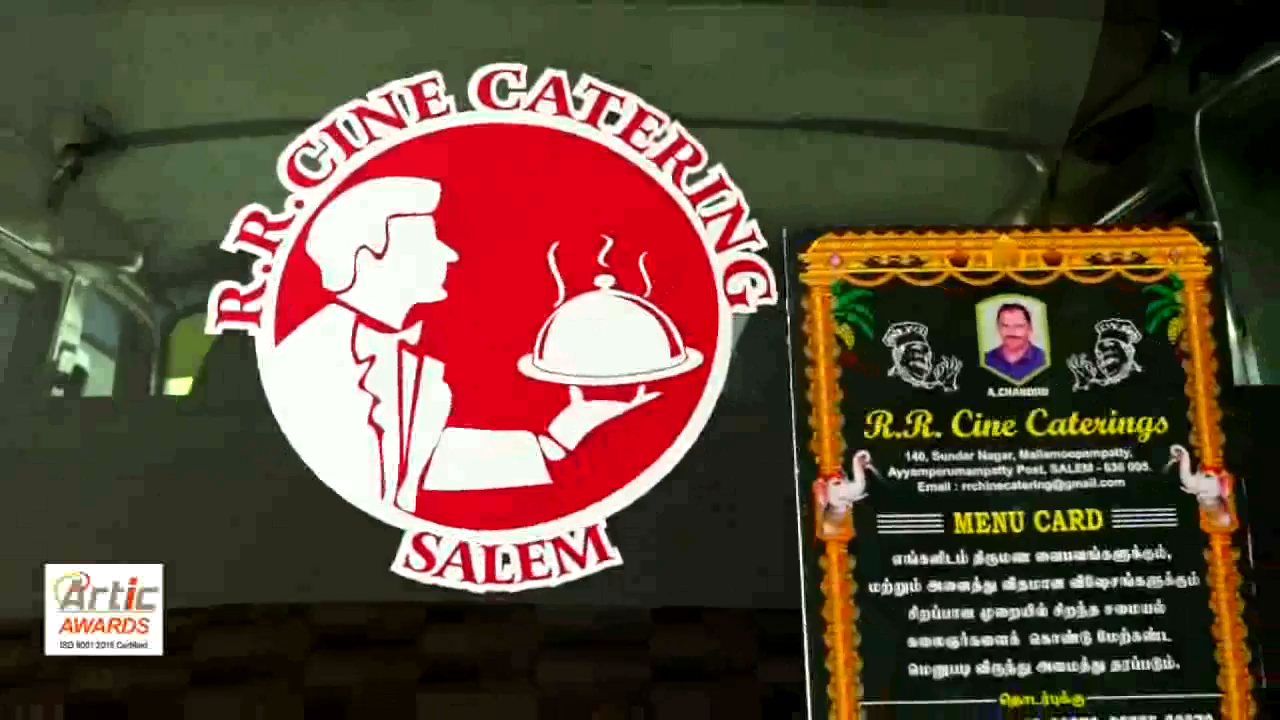 R.R. CINE CATERING
SALEM
A.CHANDRU
R.R. Cine Caterings
140, Sundar Nagar, Mallamoopampatty,
Ayyamperumampatty Post, SALEM - 636 005.
Email : rrchinecatering@gmail.com
MENU CARD
எங்களிடம் திருமண வைபவங்களுக்கும்,
மற்றும் அனைத்து விதமான விஷேசங்களுக்கும்
சிறப்பான முறையில் சிறந்த சமையல்
கலைஞர்களைக் கொண்டு மேற்கண்ட
மெனுபடி விருந்து அமைத்து தரப்படும்.
தொடர்புக்கு
Artic
AWARDS
ISO 9001:2015 Certified